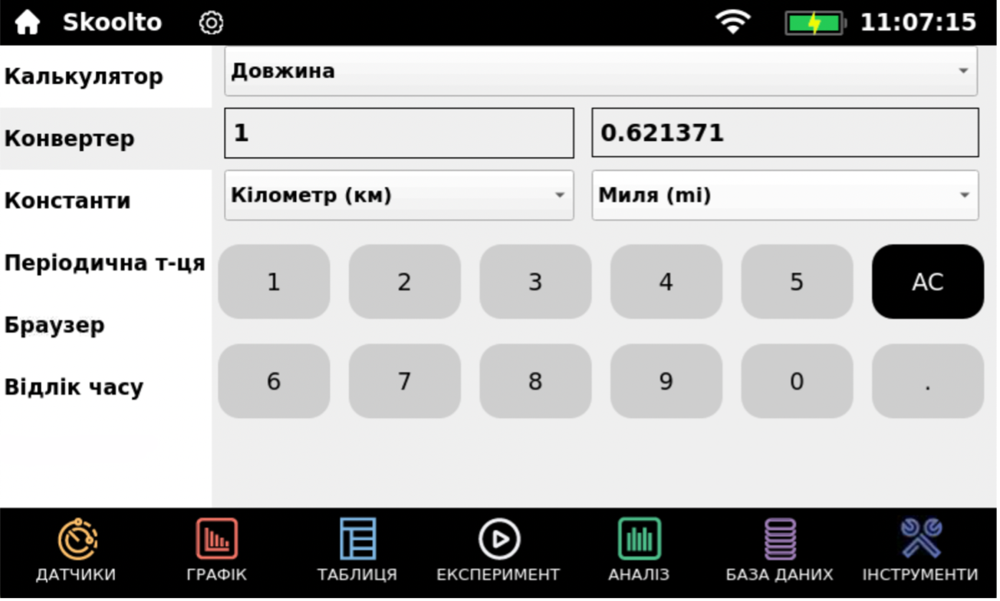 Skoolto 11:07:15
Калькулятор
Конвертер
Константи
Періодична т-ця
Браузер
Відлік часу
Довжина
1 0.621371
Кілометр (км) Миля (mi)
1 2 3 4 5 AC
6 7 8 9 0 .
ДАТЧИКИ ГРАФІК ТАБЛИЦЯ ЕКСПЕРИМЕНТ АНАЛІЗ БАЗА ДАНИХ ІНСТРУМЕНТИ